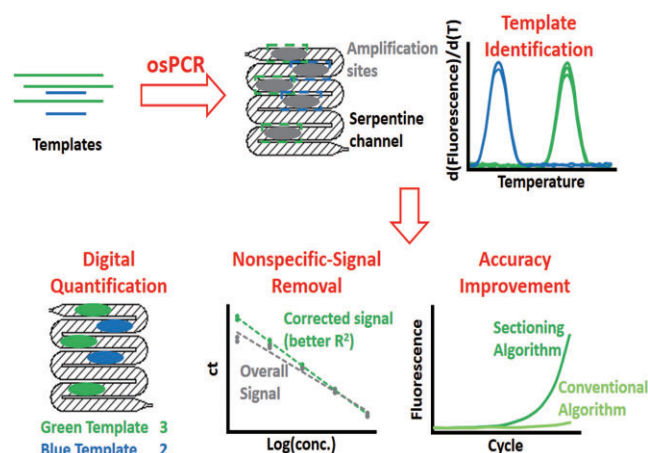 osPCR
Templates
Amplification
sites
Serpentine
channel
Template
Identification
d(Fluorescence)/d(T)
Temperature
Digital
Quantification
Green Template 3
Blue Template 2
Nonspecific-Signal
Removal
Corrected signal
(better R²)
Overall
Signal
ct
Log(conc.)
Accuracy
Improvement
Fluorescence
Sectioning
Algorithm
Conventional
Algorithm
Cycle